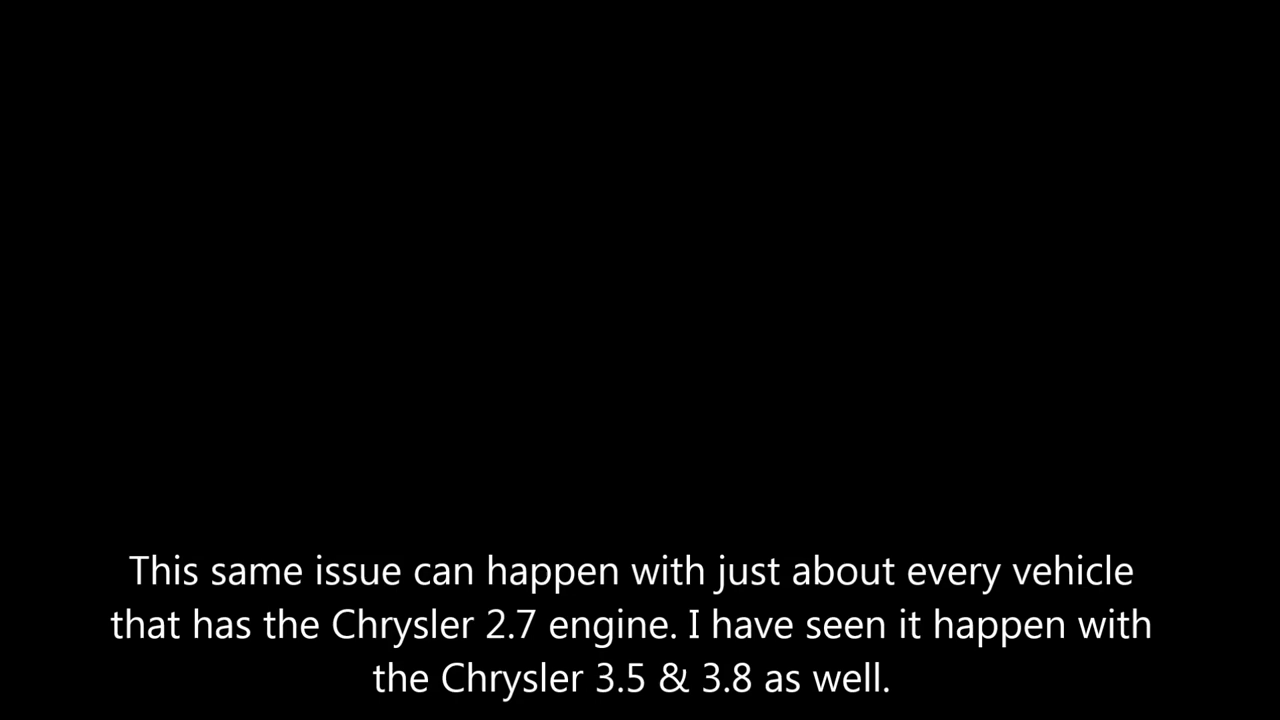 This same issue can happen with just about every vehicle
that has the Chrysler 2.7 engine. I have seen it happen with
the Chrysler 3.5 & 3.8 as well.